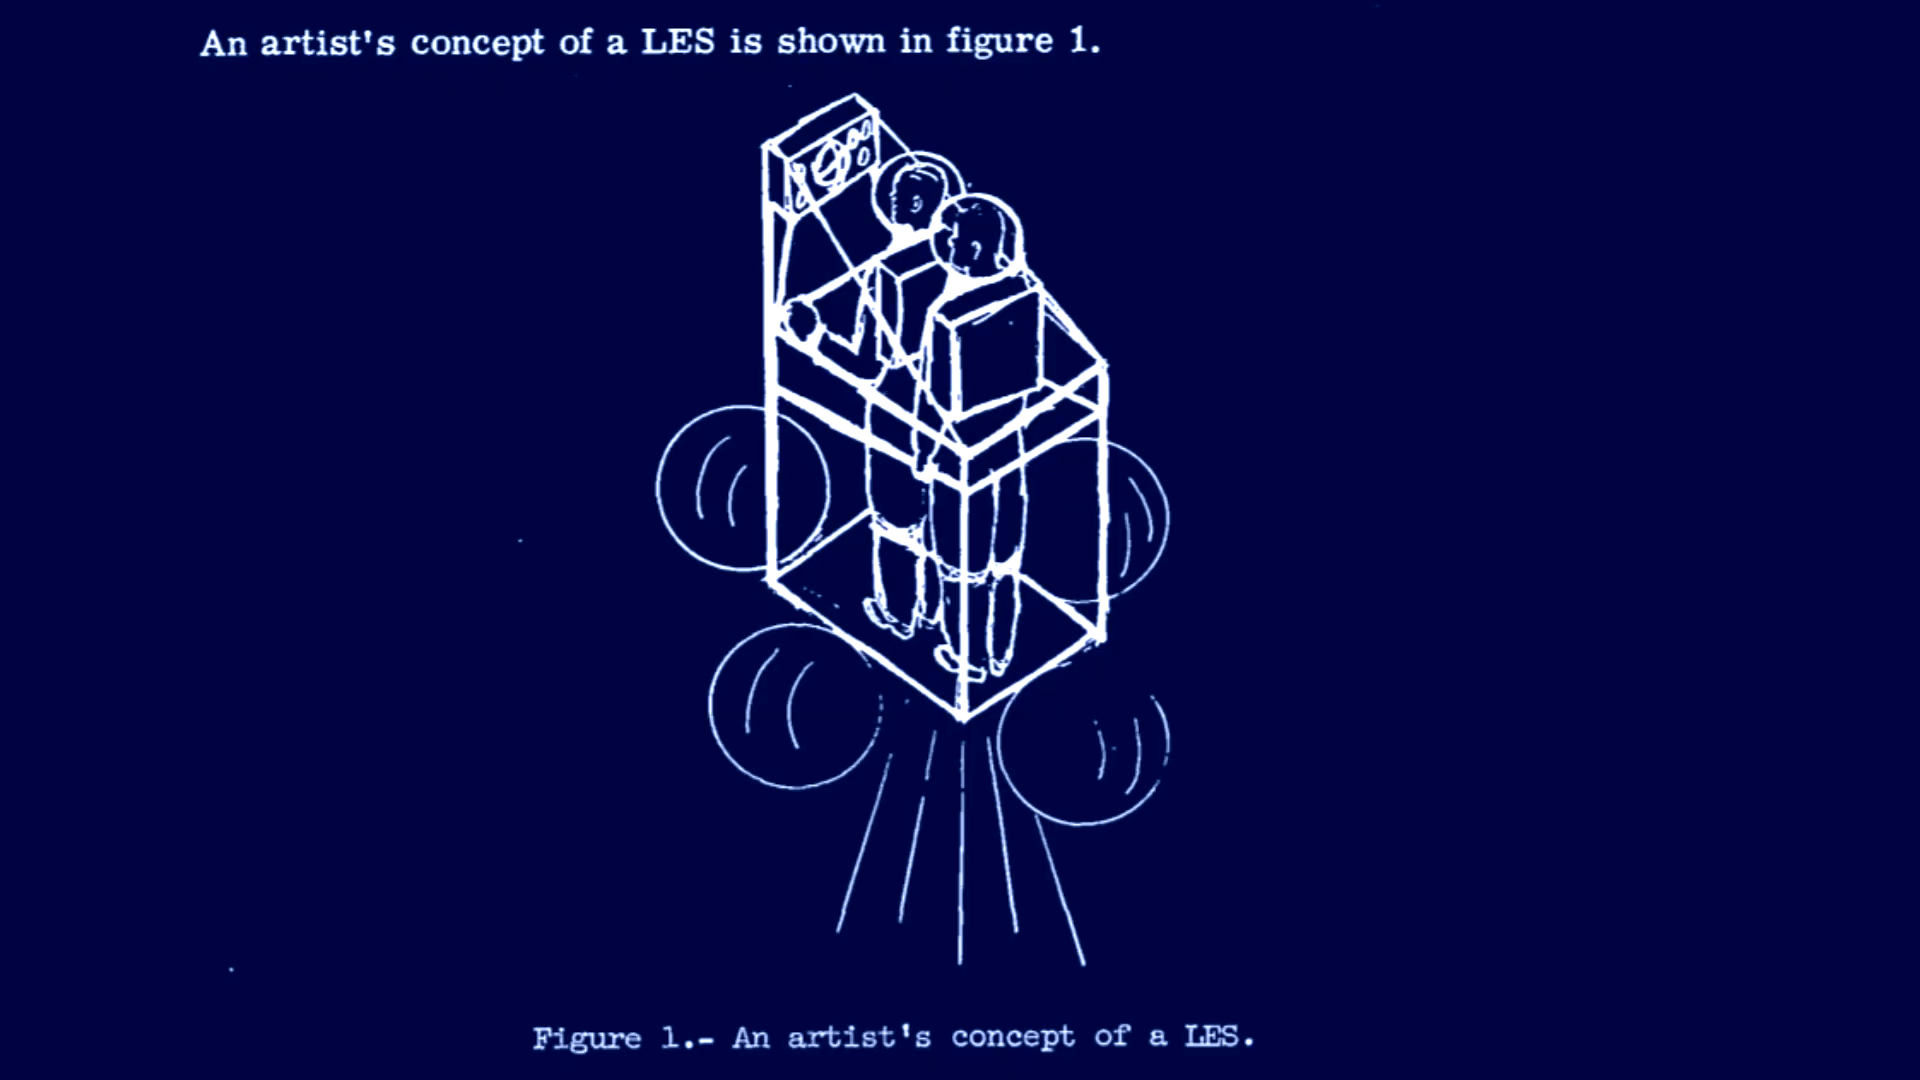 An artist's concept of a LES is shown in figure 1.
Figure 1.- An artist's concept of a LES.